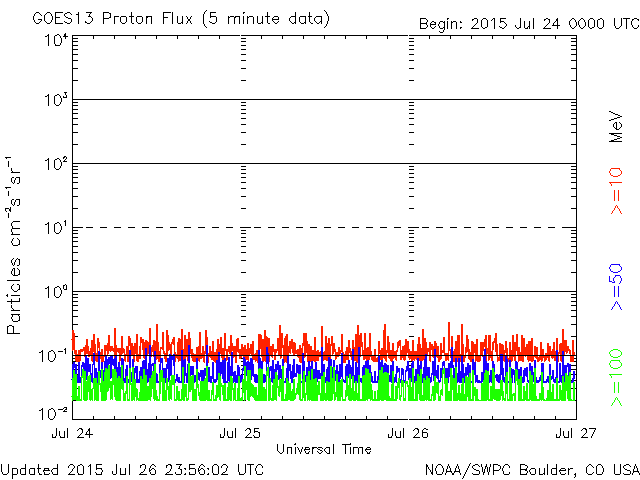 GOES13 Proton Flux (5 minute data)
Begin: 2015 Jul 24 0000 UTC
Particles cm⁻²s⁻¹sr⁻¹
10⁴
10³
10²
10¹
10⁰
10⁻¹
10⁻²
Jul 24
Jul 25
Jul 26
Jul 27
Universal Time
MeV
>=10
>=50
>=100
Updated 2015 Jul 26 23:56:02 UTC
NOAA/SWPC Boulder, CO USA